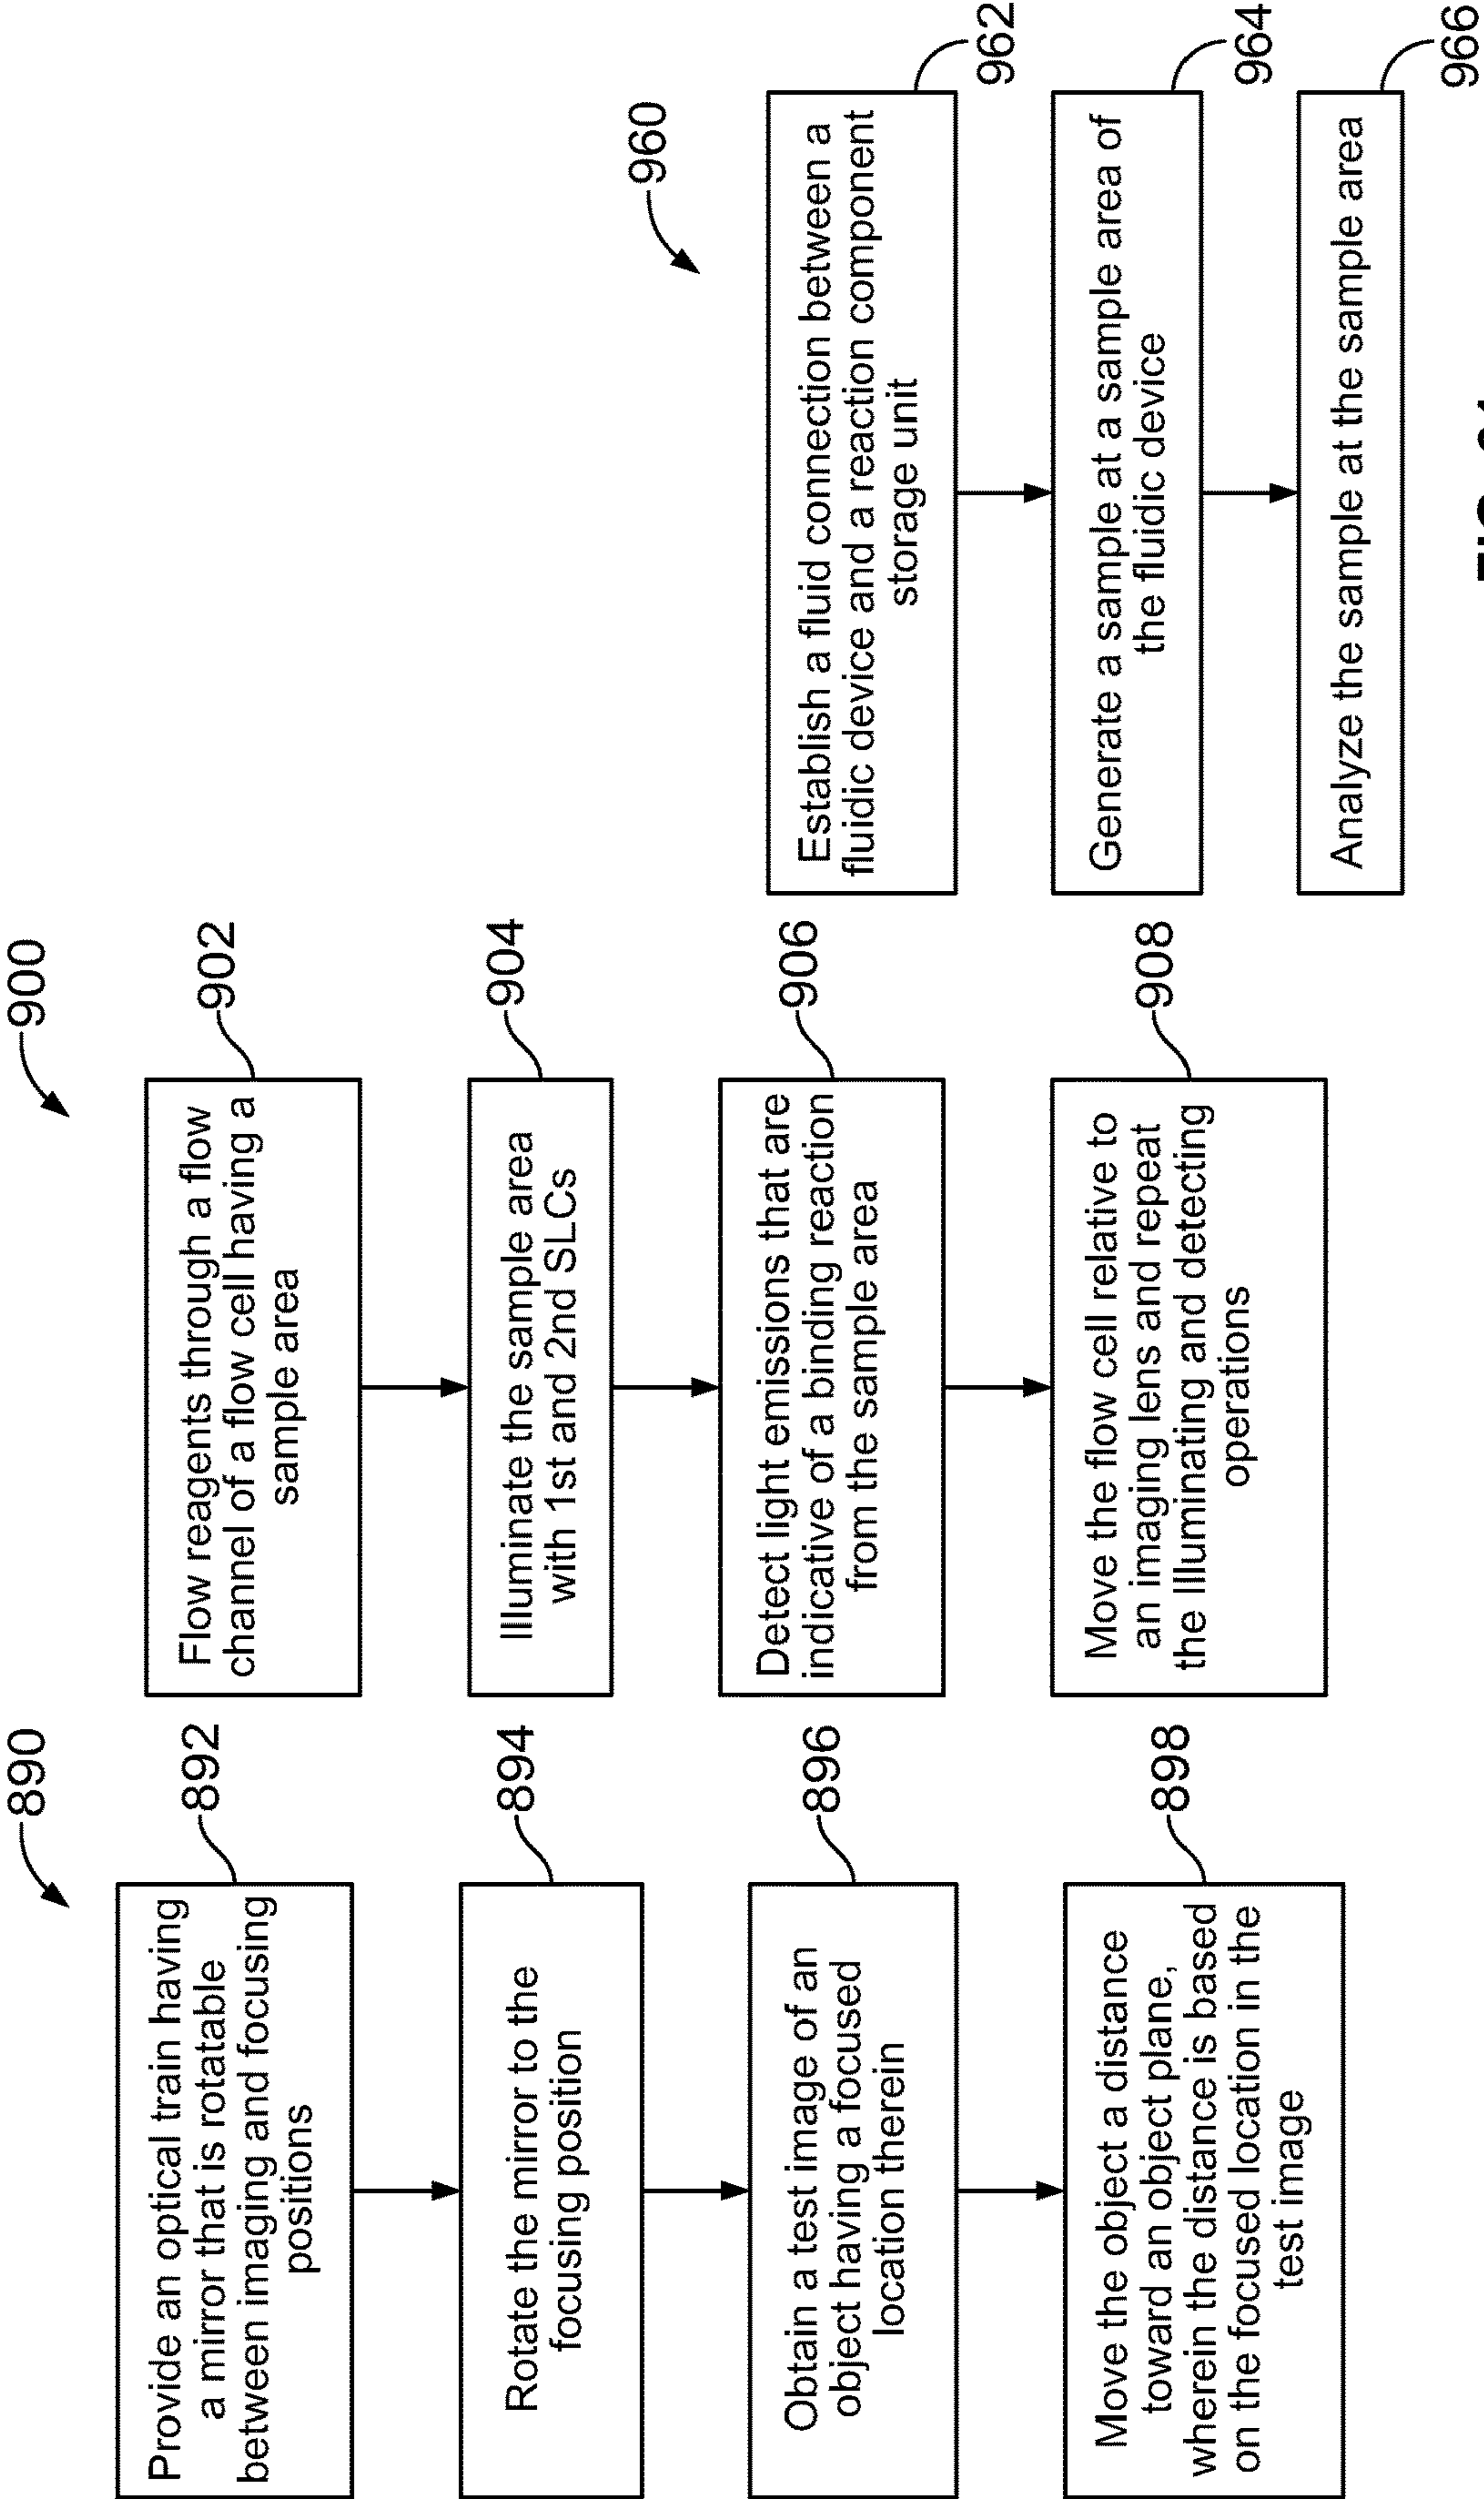 890
Provide an optical train having
a mirror that is rotatable
between imaging and focusing
positions
892
Rotate the mirror to the
focusing position
894
Obtain a test image of an
object having a focused
location therein
896
Move the object a distance
toward an object plane,
wherein the distance is based
on the focused location in the
test image
898
900
Flow reagents through a flow
channel of a flow cell having a
sample area
902
Illuminate the sample area
with 1st and 2nd SLCs
904
Detect light emissions that are
indicative of a binding reaction
from the sample area
906
Move the flow cell relative to
an imaging lens and repeat
the illuminating and detecting
operations
908
960
Establish a fluid connection between a
fluidic device and a reaction component
storage unit
962
Generate a sample at a sample area of
the fluidic device
964
Analyze the sample at the sample area
966